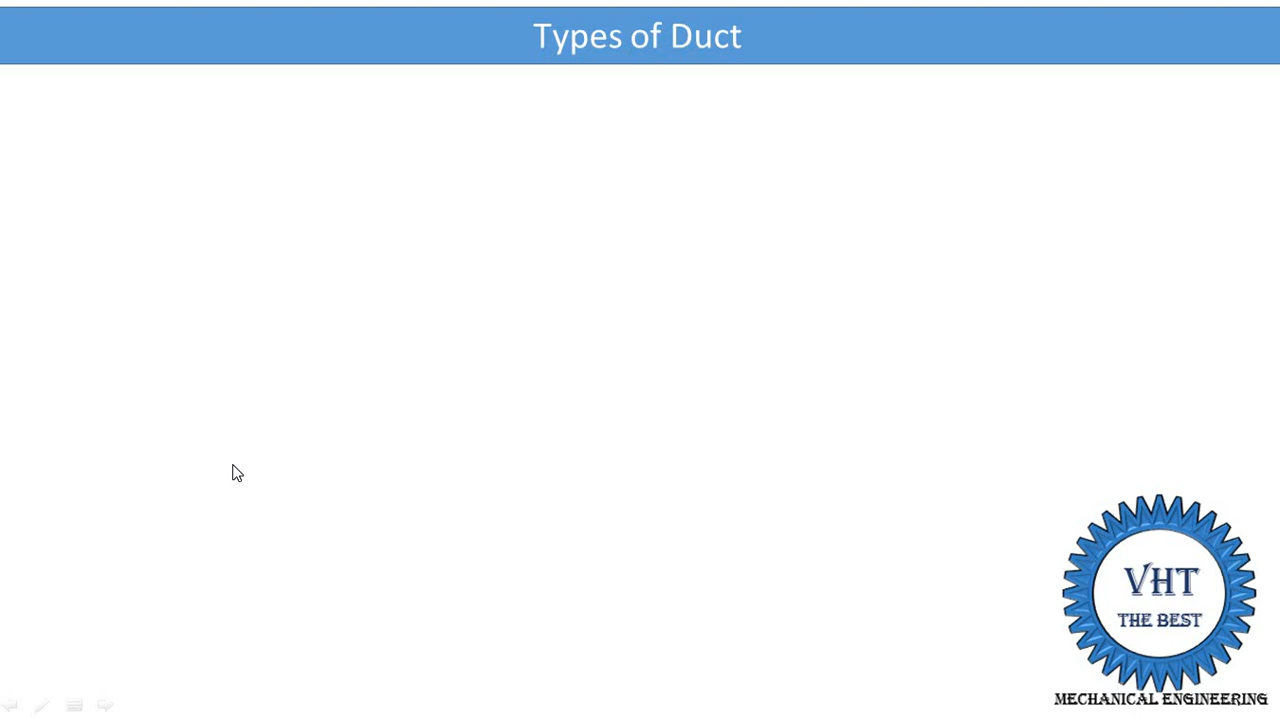 Types of Duct
VHT
THE BEST
MECHANICAL ENGINEERING